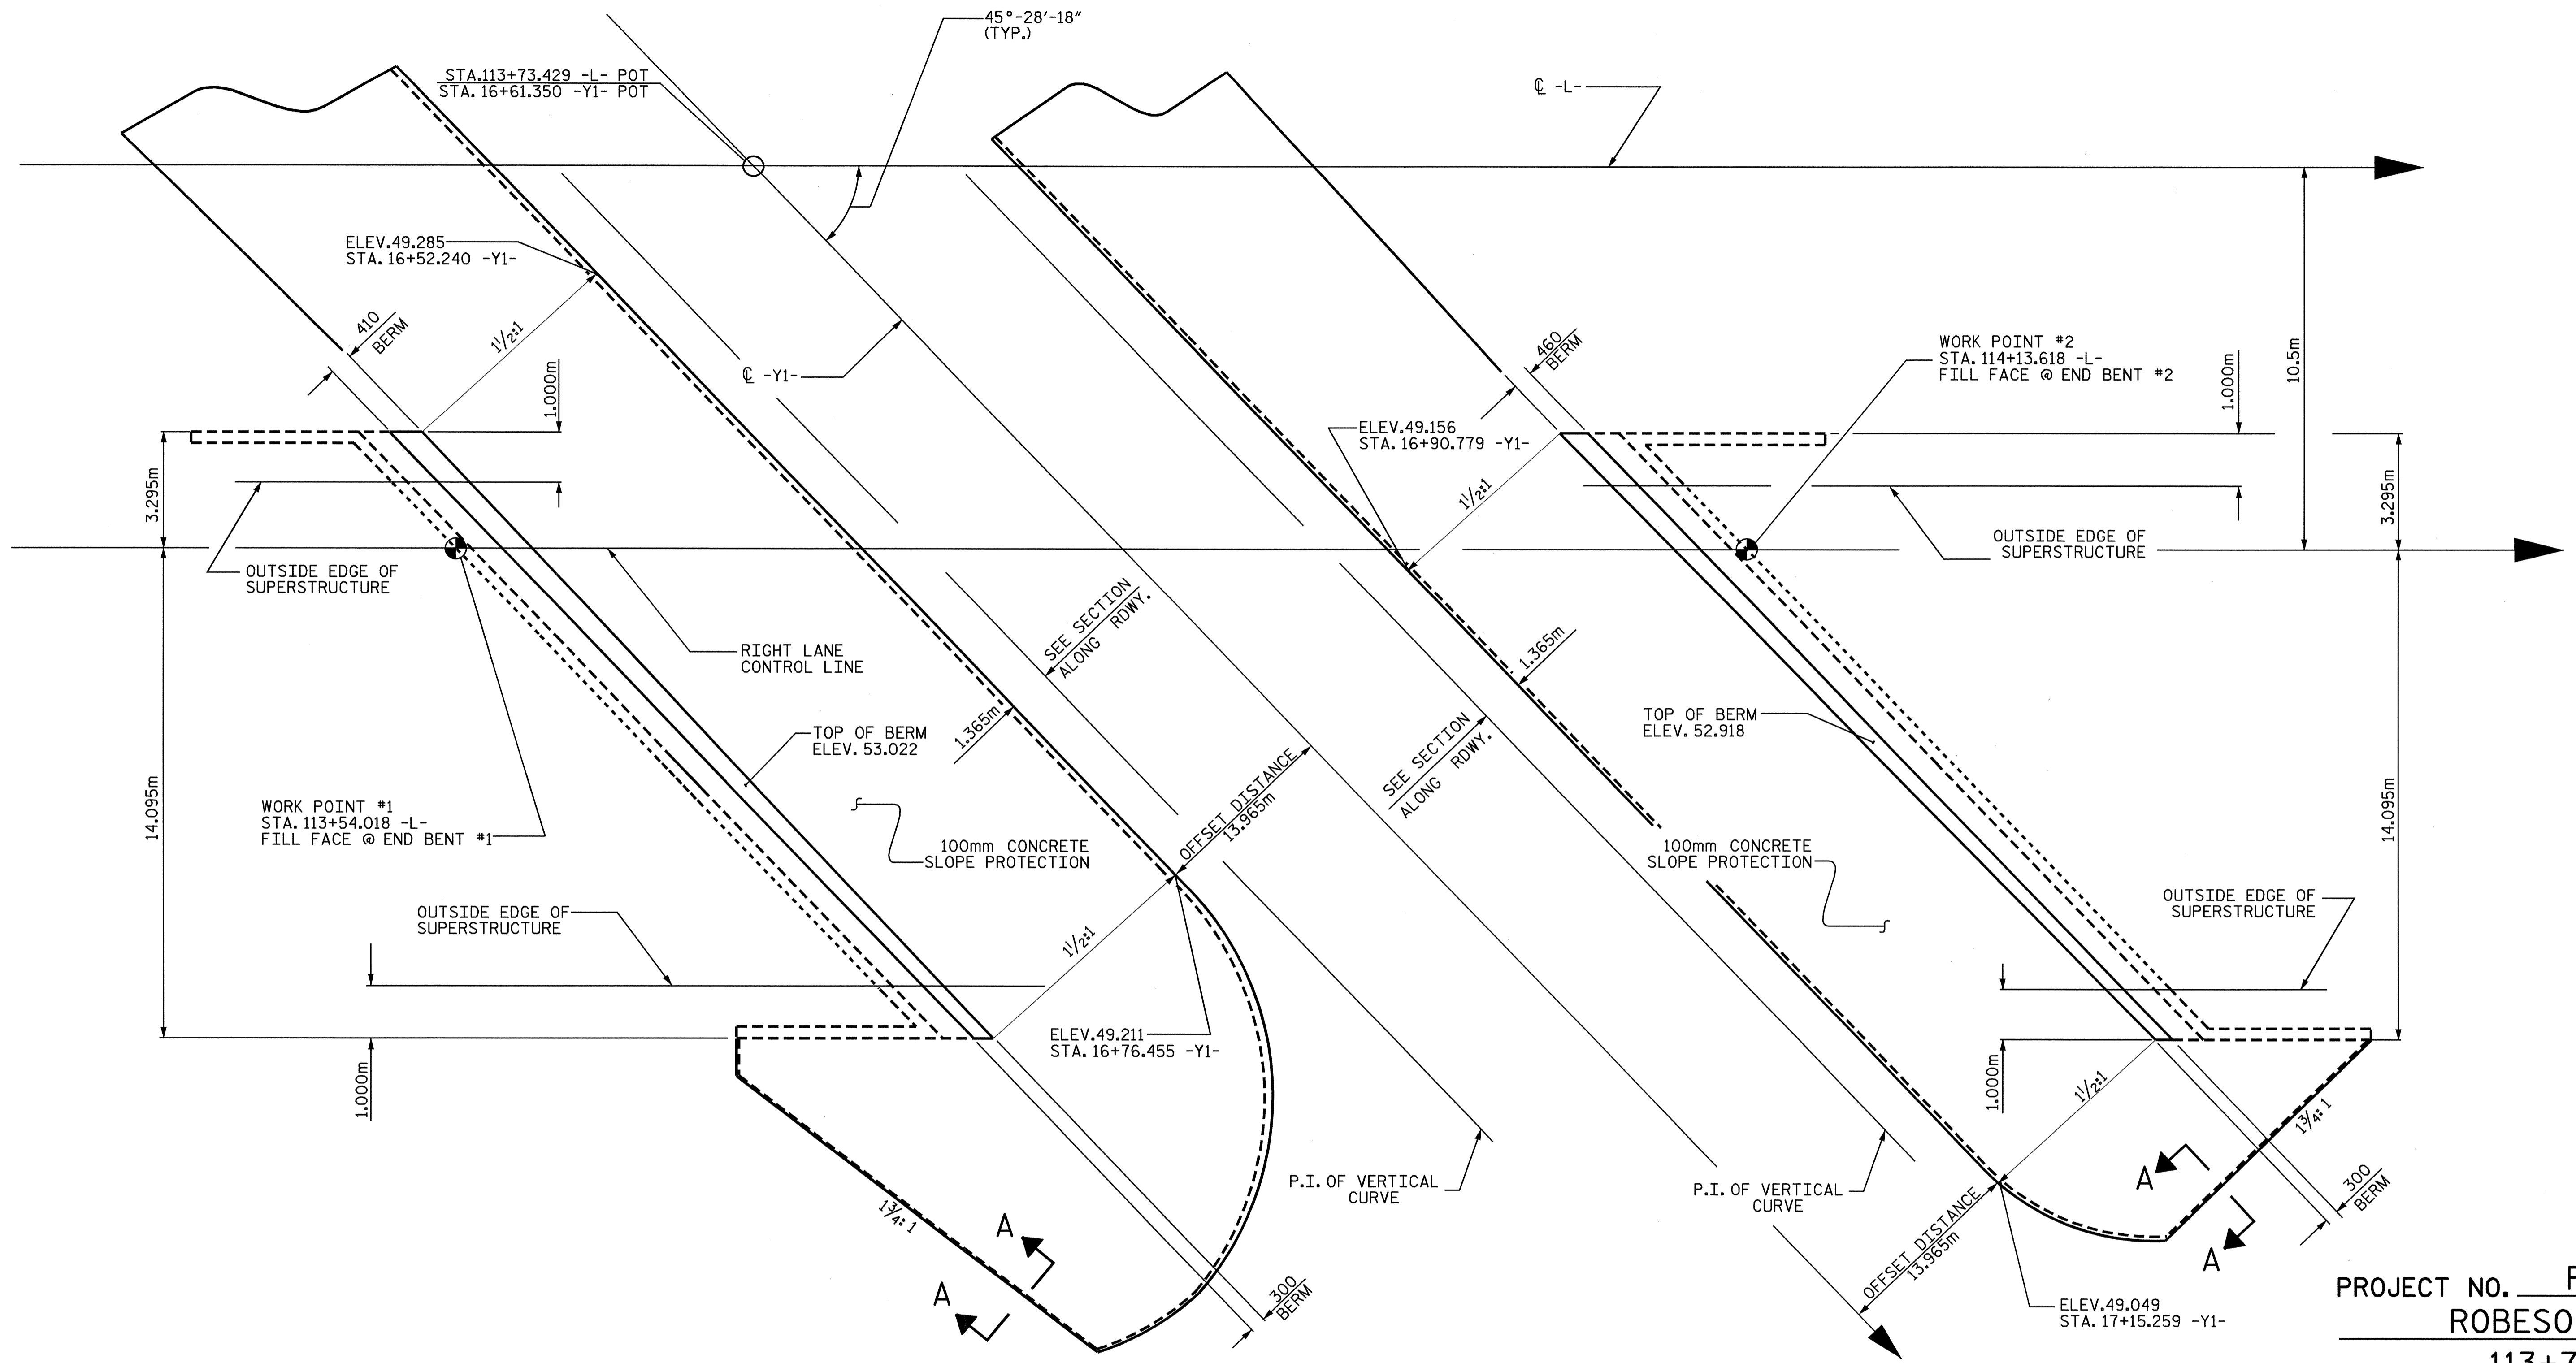 45°-28'-18"
(TYP.)
STA.113+73.429 -L- POT
STA. 16+61.350 -Y1- POT
℄ -L-
ELEV.49.285
STA. 16+52.240 -Y1-
410
BERM
1½:1
1.000m
℄ -Y1-
460
BERM
WORK POINT #2
STA. 114+13.618 -L-
FILL FACE @ END BENT #2
1.000m
10.5m
ELEV.49.156
STA. 16+90.779 -Y1-
1½:1
3.295m
3.295m
OUTSIDE EDGE OF
SUPERSTRUCTURE
OUTSIDE EDGE OF
SUPERSTRUCTURE
SEE SECTION
ALONG RDWY.
RIGHT LANE
CONTROL LINE
1.365m
1.365m
TOP OF BERM
ELEV. 53.022
TOP OF BERM
ELEV. 52.918
SEE SECTION
ALONG RDWY.
OFFSET DISTANCE
13.965m
14.095m
14.095m
WORK POINT #1
STA. 113+54.018 -L-
FILL FACE @ END BENT #1
100mm CONCRETE
SLOPE PROTECTION
100mm CONCRETE
SLOPE PROTECTION
OUTSIDE EDGE OF
SUPERSTRUCTURE
OUTSIDE EDGE OF
SUPERSTRUCTURE
1½:1
ELEV.49.211
STA. 16+76.455 -Y1-
1.000m
1.000m
1½:1
1¾:1
P.I. OF VERTICAL
CURVE
P.I. OF VERTICAL
CURVE
A
A
300
BERM
1¾:1
A
A
300
BERM
OFFSET DISTANCE
13.965m
ELEV.49.049
STA. 17+15.259 -Y1-
PROJECT NO.
ROBESO
113+7